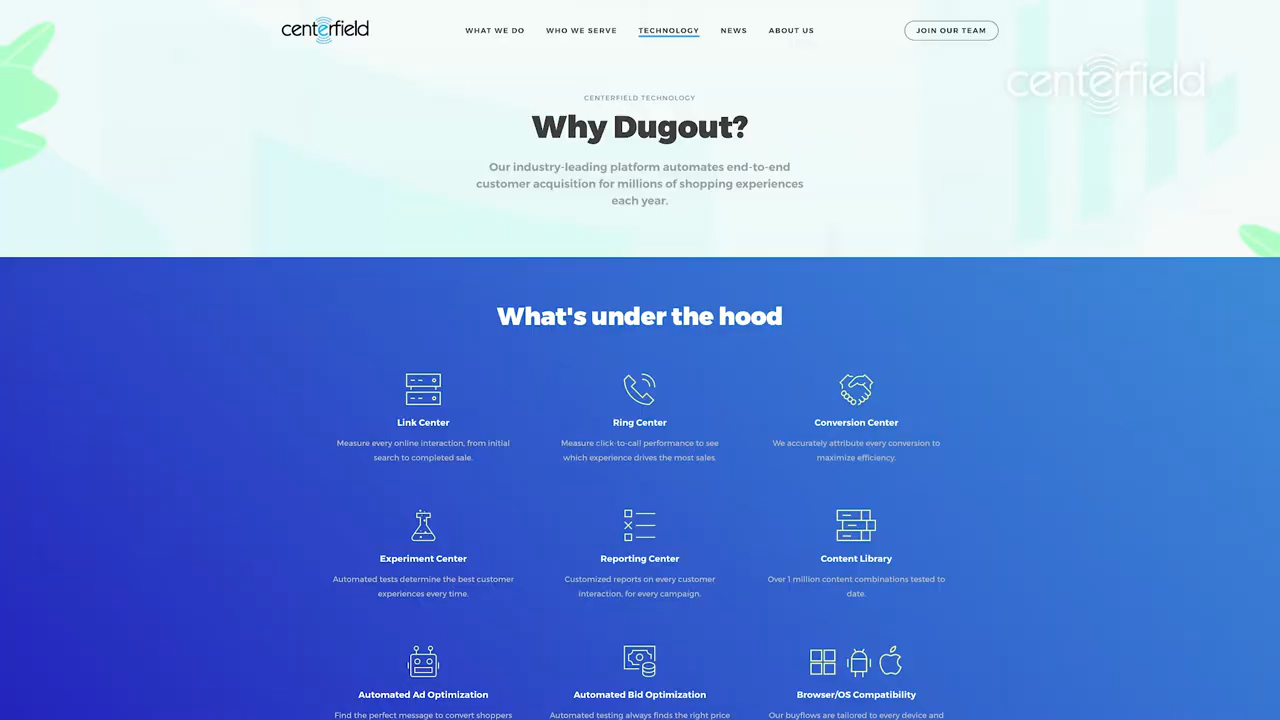 centerfield
WHAT WE DO
WHO WE SERVE
TECHNOLOGY
NEWS
ABOUT US
JOIN OUR TEAM
centerfield
CENTERFIELD TECHNOLOGY
Why Dugout?
Our industry-leading platform automates end-to-end
customer acquisition for millions of shopping experiences
each year.
What's under the hood
Link Center
Measure every online interaction, from initial
search to completed sale.
Ring Center
Measure click-to-call performance to see
which experience drives the most sales
Conversion Center
We accurately attribute every conversion to
maximize efficiency.
Experiment Center
Automated tests determine the best customer
experiences every time.
Reporting Center
Customized reports on every customer
interaction, for every campaign.
Content Library
Over 1 million content combinations tested to
date.
Automated Ad Optimization
Find the perfect message to convert shoppers
Automated Bid Optimization
Automated testing always finds the right price
Browser/OS Compatibility
Our buyflows are tailored to every device and